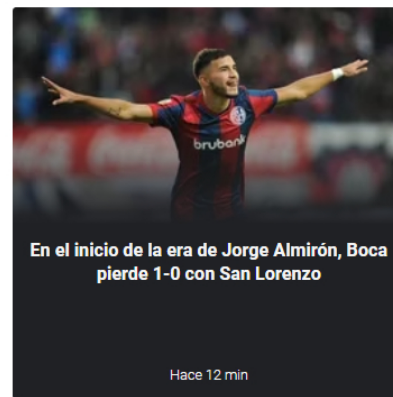 brubank
En el inicio de la era de Jorge Almirón, Boca
pierde 1-0 con San Lorenzo
Hace 12 min